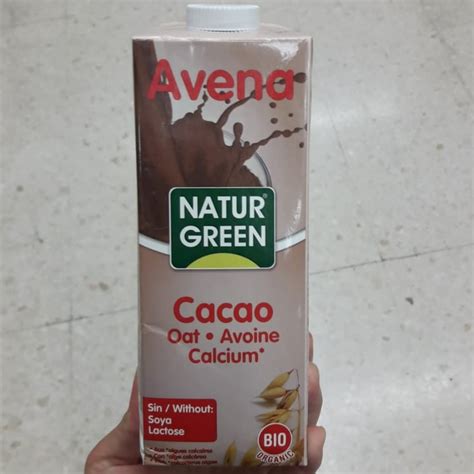 Avena
NATUR
GREEN
Cacao
Oat • Avoine
Calcium*
Sin / Without:
Soya
Lactose
BIO
ORGANIC